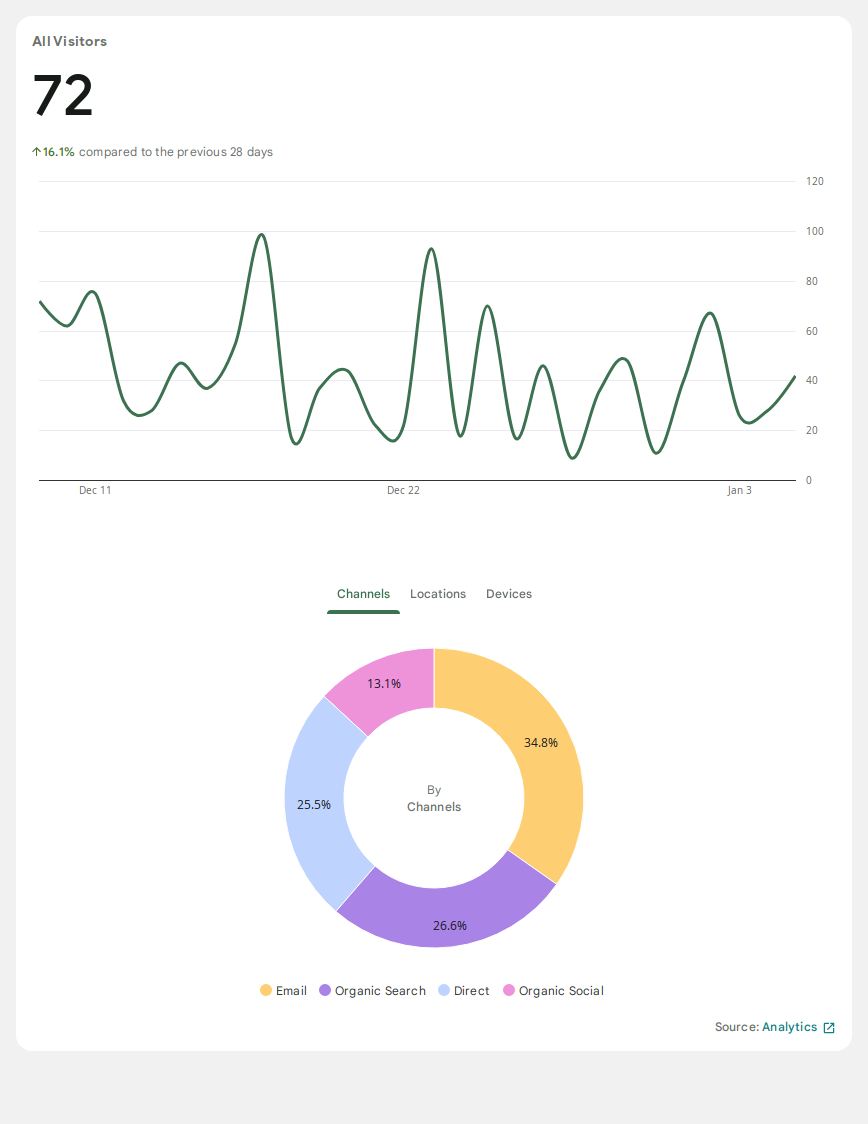 All Visitors
72
↑16.1% compared to the previous 28 days
120
100
80
60
40
20
0
Dec 11 Dec 22 Jan 3
Channels Locations Devices
13.1%
34.8%
25.5%
26.6%
By
Channels
Email Organic Search Direct Organic Social
Source: Analytics